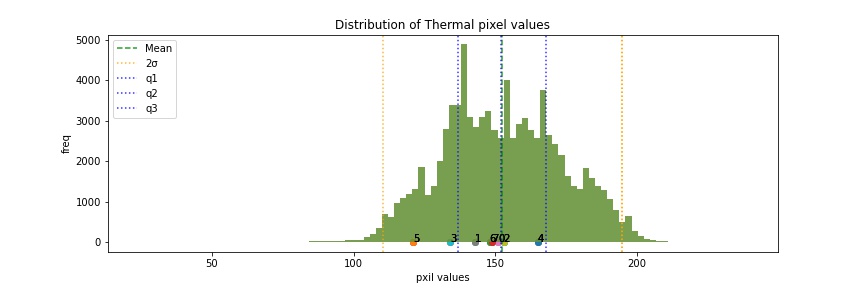 Distribution of Thermal pixel values
Mean
2σ
q1
q2
q3
freq
5000
4000
3000
2000
1000
0
5
3
1
2
4
50
100
150
200
pxil values